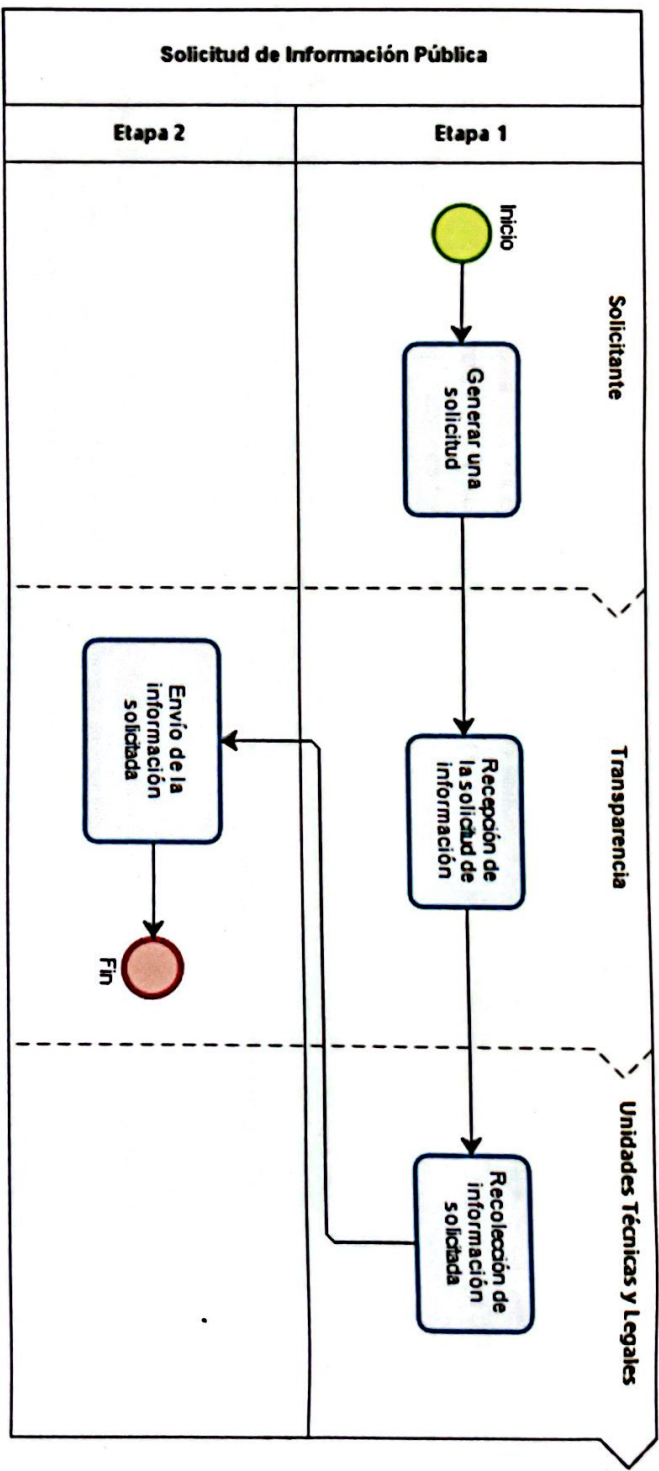 Solicitud de Información Pública
Etapa 1
Etapa 2
Solicitante
Transparencia
Unidades Técnicas y Legales
Inicio
Generar una
solicitud
Recepción de
la solicitud de
información
Recolección de
información
solicitada
Envío de la
información
solicitada
Fin